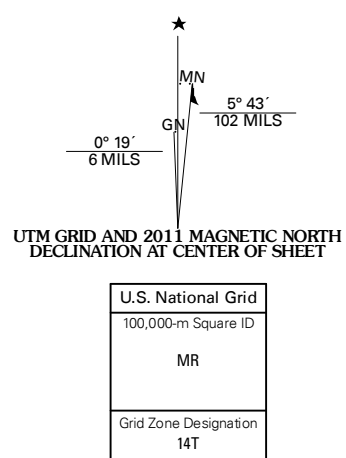 ★
MN
GN
5° 43´
102 MILS
0° 19´
6 MILS
UTM GRID AND 2011 MAGNETIC NORTH
DECLINATION AT CENTER OF SHEET
U.S. National Grid
100,000-m Square ID
MR
Grid Zone Designation
14T